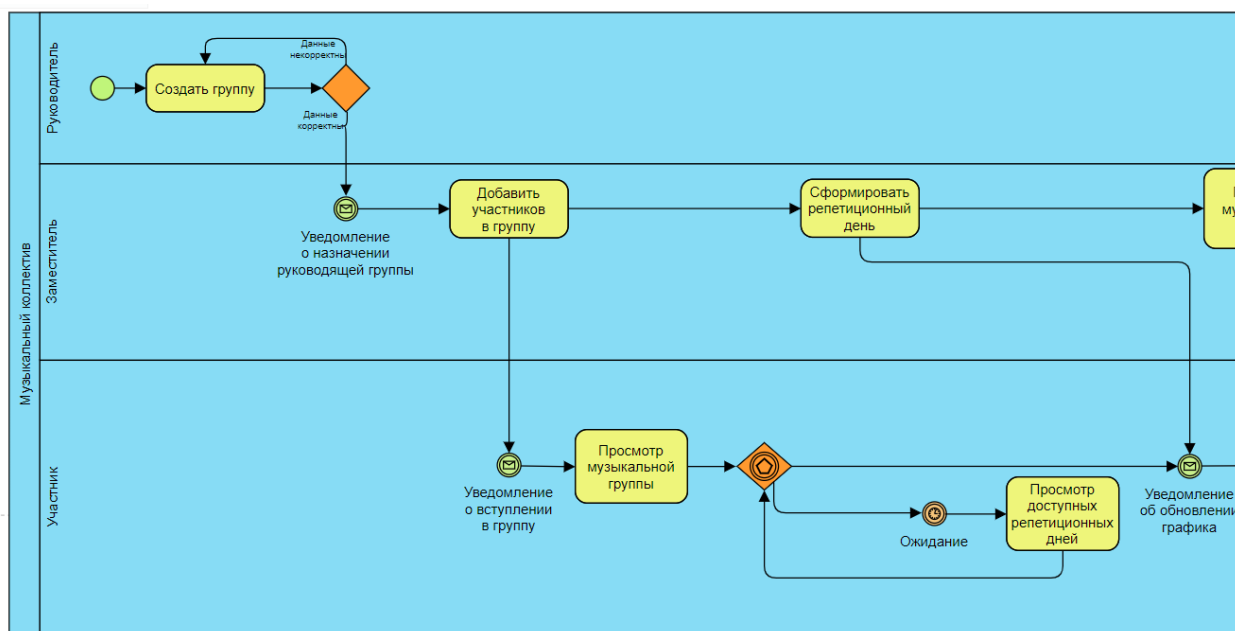 Музыкальный коллектив
Руководитель
Создать группу
Данные
некорректны
Данные
корректны
Заместитель
Уведомление
о назначении
руководящей группы
Добавить
участников
в группу
Сформировать
репетиционный
день
Участник
Уведомление
о вступлении
в группу
Просмотр
музыкальной
группы
Ожидание
Просмотр
доступных
репетиционных
дней
Уведомление
об обновлении
графика